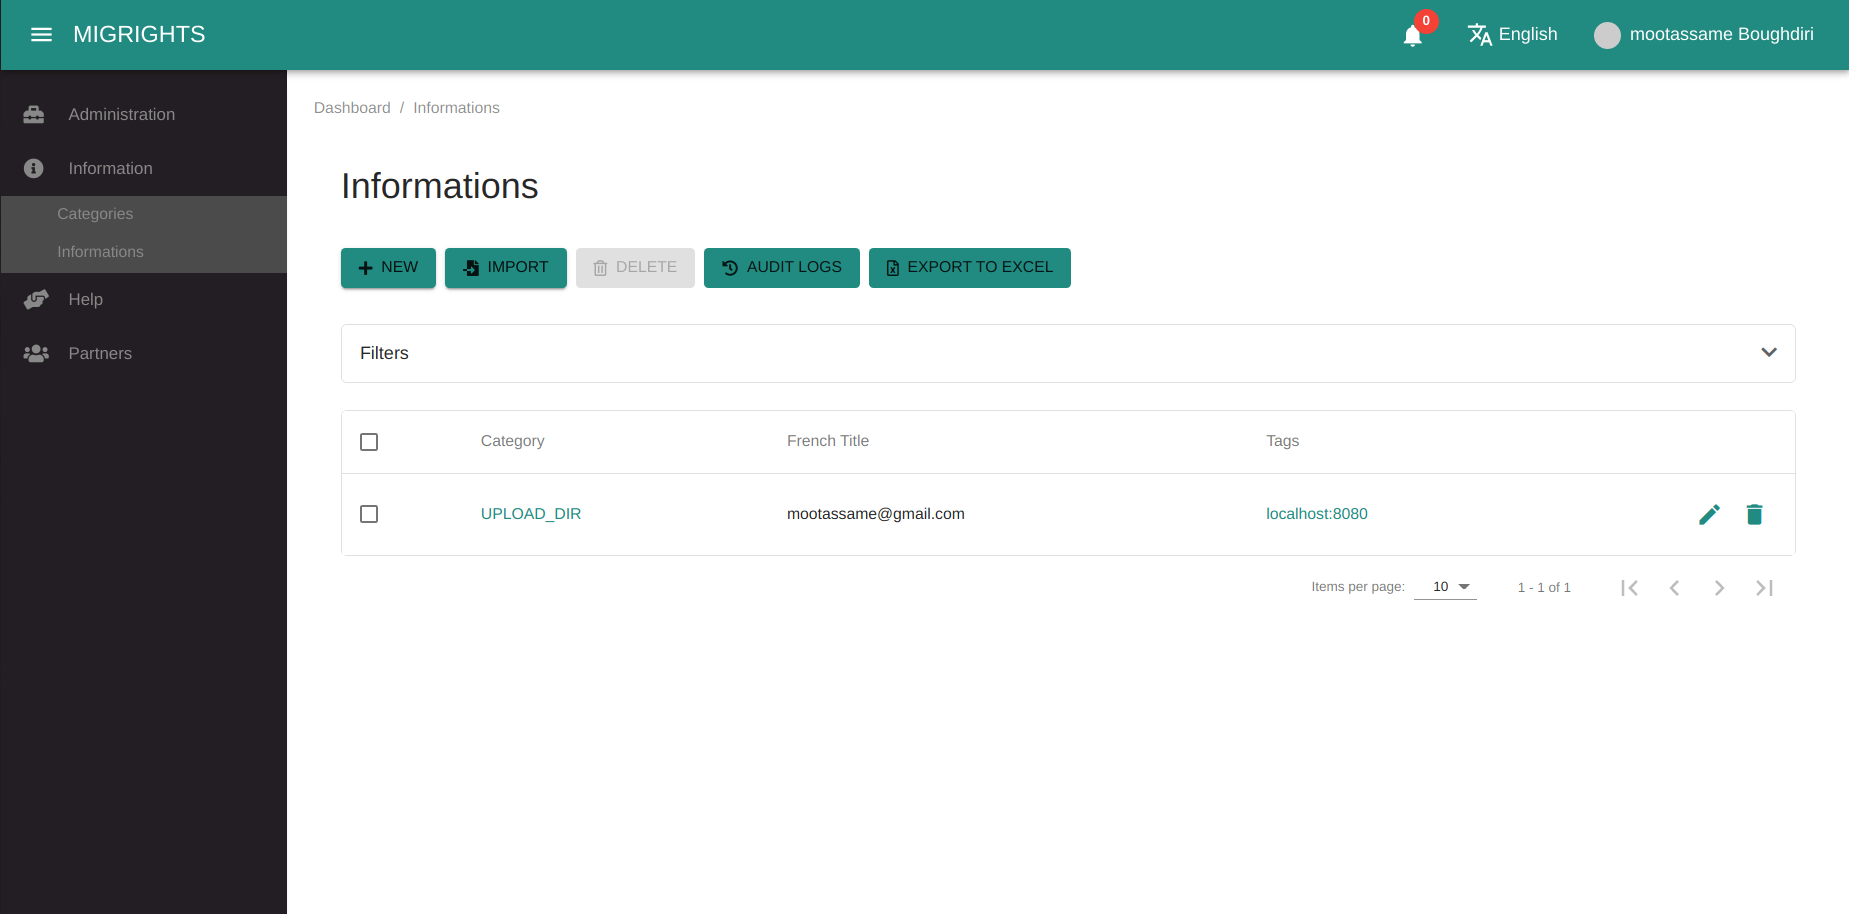 MIGRIGHTS
0
English
mootassame Boughdiri
Administration
Information
Categories
Informations
Help
Partners
Dashboard / Informations
Informations
NEW
IMPORT
DELETE
AUDIT LOGS
EXPORT TO EXCEL
Filters
Category French Title Tags
UPLOAD_DIR mootassame@gmail.com localhost:8080
Items per page: 10 1 - 1 of 1